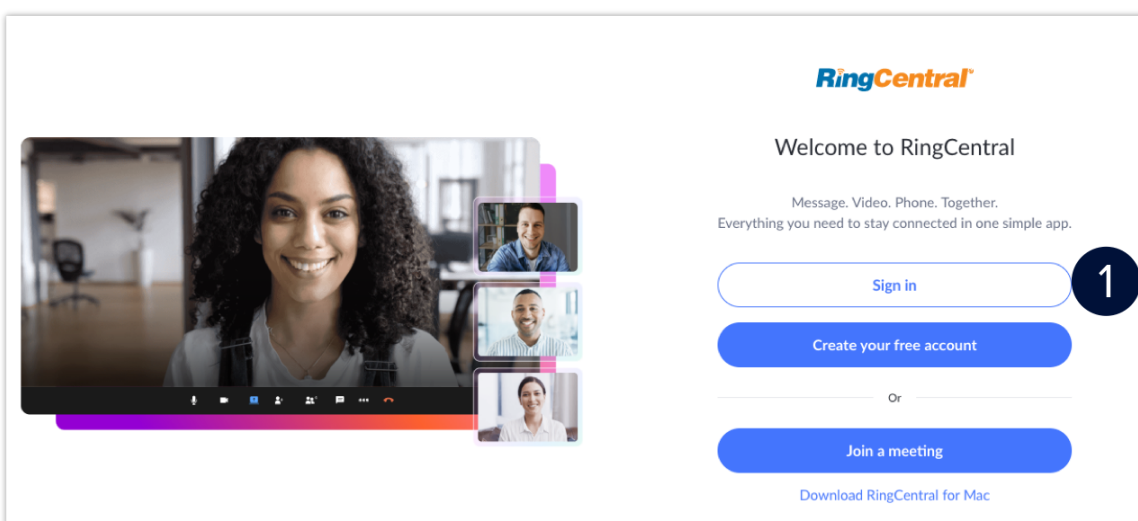 RingCentral
Welcome to RingCentral
Message. Video. Phone. Together.
Everything you need to stay connected in one simple app.
Sign in
1
Create your free account
Or
Join a meeting
Download RingCentral for Mac